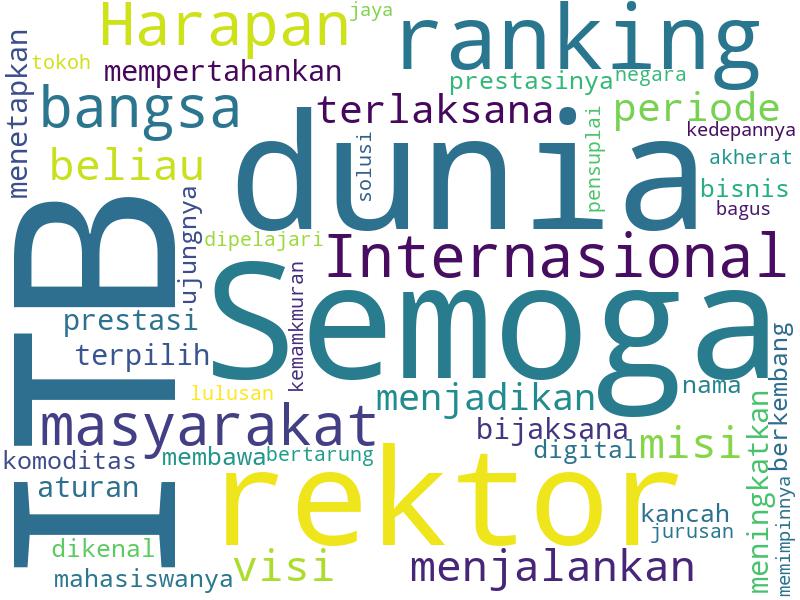 Harapan
jaya
ranking
tokoh
mempertahankan
prestasinya
negara
menetapkan
bangsa
terlaksana
periode
dunia
solusi
pensuplai
kedepannya
beliau
akherat
bisnis
bagus
ITB
ujungnya
dipelajari
Internasional
Semoga
kemamkmuran
prestasi
terpilih
lulusan
menjadikan
nama
berkembang
masyarakat
bijaksana
misi
meningkatkan
komoditas
membawa
bertarung
digital
rektor
aturan
kancah
jurusan
memimpinnya
dikenal
mahasiswanya
visi
menjalankan